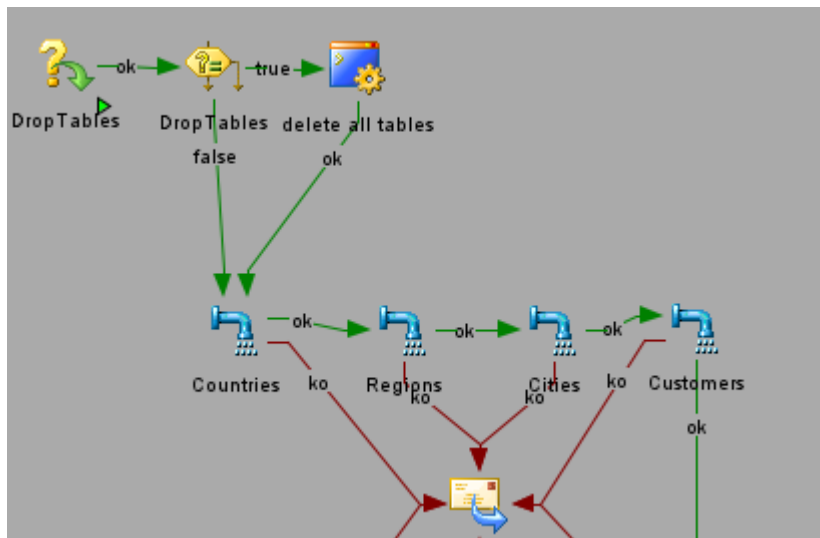 ok
true
DropTables
DropTables
delete all tables
false
ok
ok
ok
ok
Countries
ko
Regions
ko
Cities
ko
ko
Customers
ok